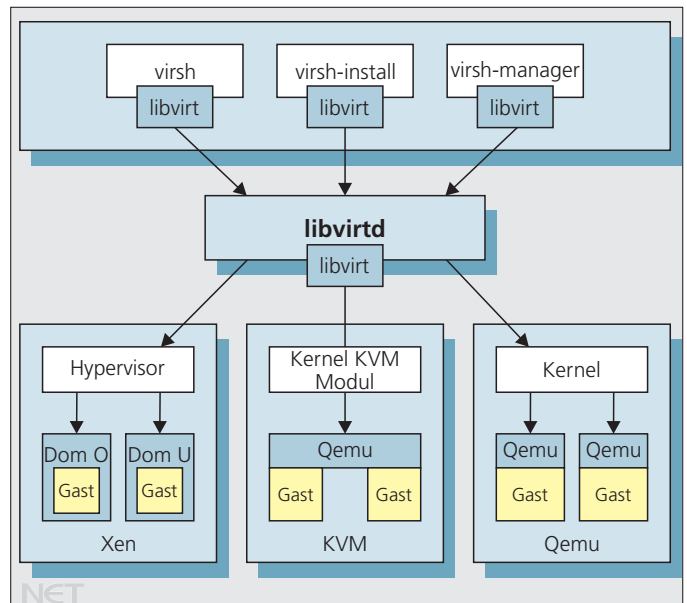 virsh
libvirt
virsh-install
libvirt
virsh-manager
libvirt
libvirtd
libvirt
Hypervisor
Dom O
Gast
Dom U
Gast
Xen
Kernel KVM
Modul
Qemu
Gast
Gast
KVM
Kernel
Qemu
Gast
Qemu
Gast
Qemu
NET